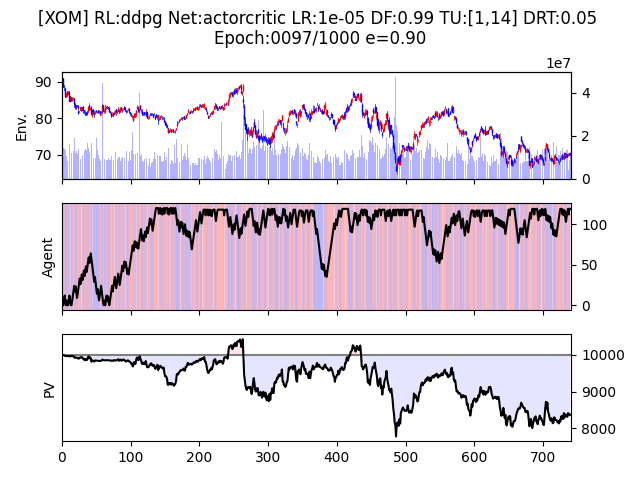 [XOM] RL:ddpg Net:actorcritic LR:1e-05 DF:0.99 TU:[1,14] DRT:0.05
Epoch:0097/1000 e=0.90
1e7
Env.
90
80
70
4
2
0
Agent
100
50
0
PV
10000
9000
8000
0 100 200 300 400 500 600 700